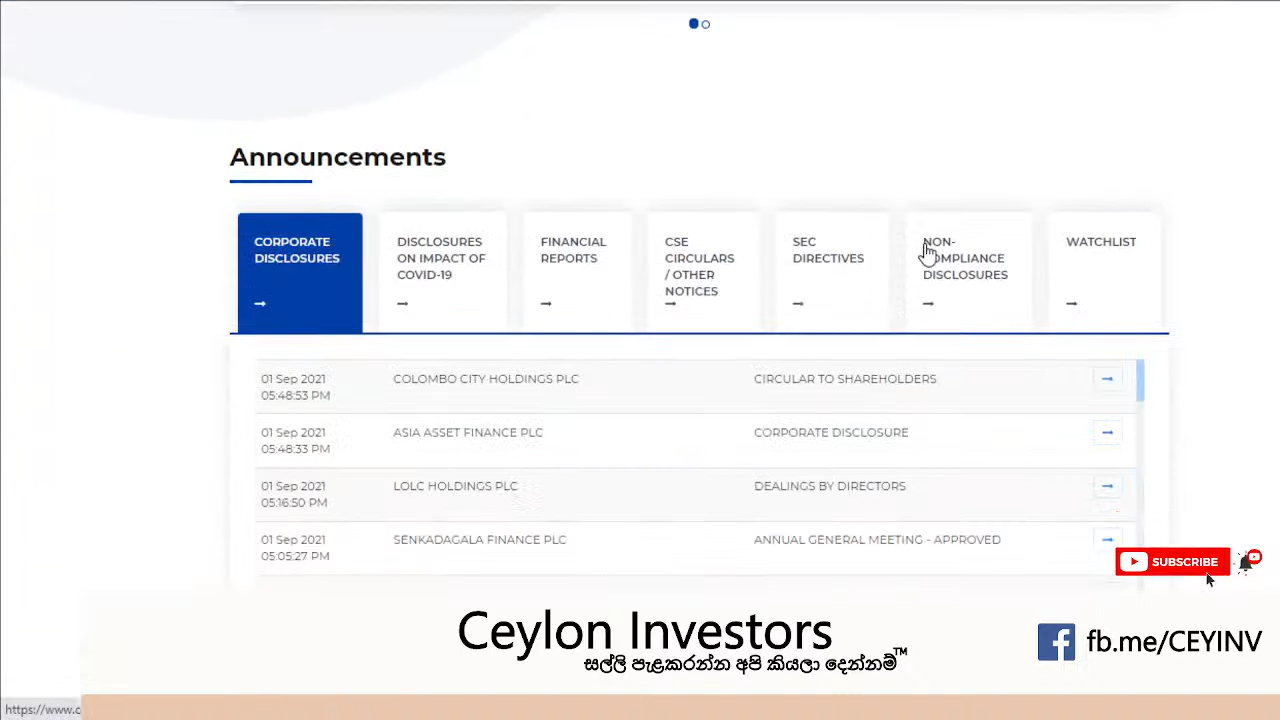 Announcements
CORPORATE
DISCLOSURES
DISCLOSURES
ON IMPACT OF
COVID-19
FINANCIAL
REPORTS
CSE
CIRCULARS
/ OTHER
NOTICES
SEC
DIRECTIVES
NON-
COMPLIANCE
DISCLOSURES
WATCHLIST
01 Sep 2021
05:48:53 PM
COLOMBO CITY HOLDINGS PLC
CIRCULAR TO SHAREHOLDERS
01 Sep 2021
05:48:33 PM
ASIA ASSET FINANCE PLC
CORPORATE DISCLOSURE
01 Sep 2021
05:16:50 PM
LOLC HOLDINGS PLC
DEALINGS BY DIRECTORS
01 Sep 2021
05:05:27 PM
SENKADAGALA FINANCE PLC
ANNUAL GENERAL MEETING - APPROVED
SUBSCRIBE
Ceylon Investors
සල්ලි පැළකරන්න අපි කියලා දෙන්නම් ™
fb.me/CEYINV
https://www.c